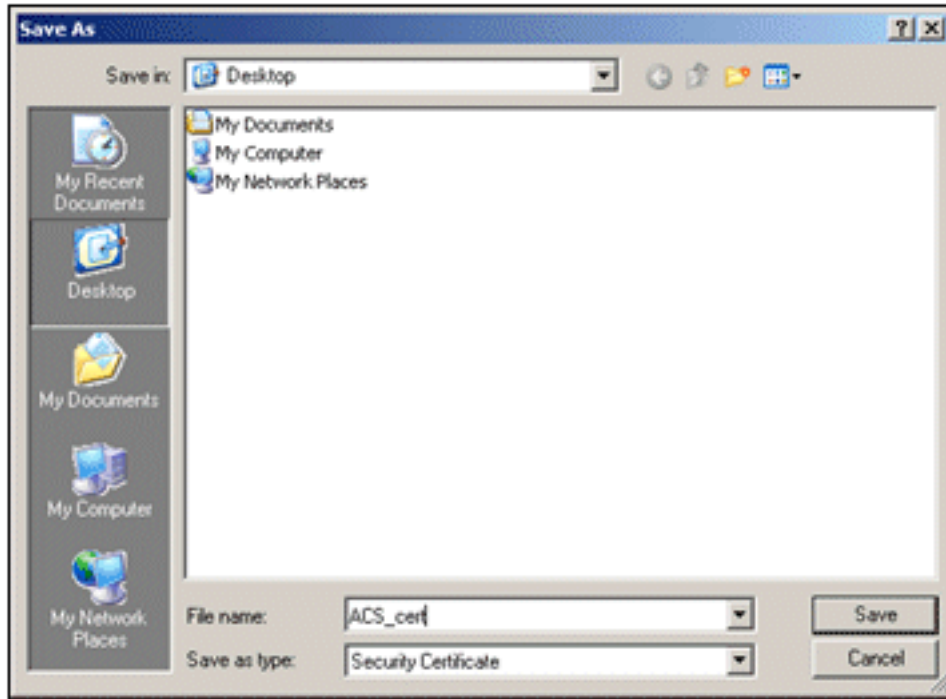 Save As
Save in: Desktop
My Recent
Documents
Desktop
My Documents
My Computer
My Network
Places
My Documents
My Computer
My Network Places
File name: ACS_cert
Save
Save as type: Security Certificate
Cancel